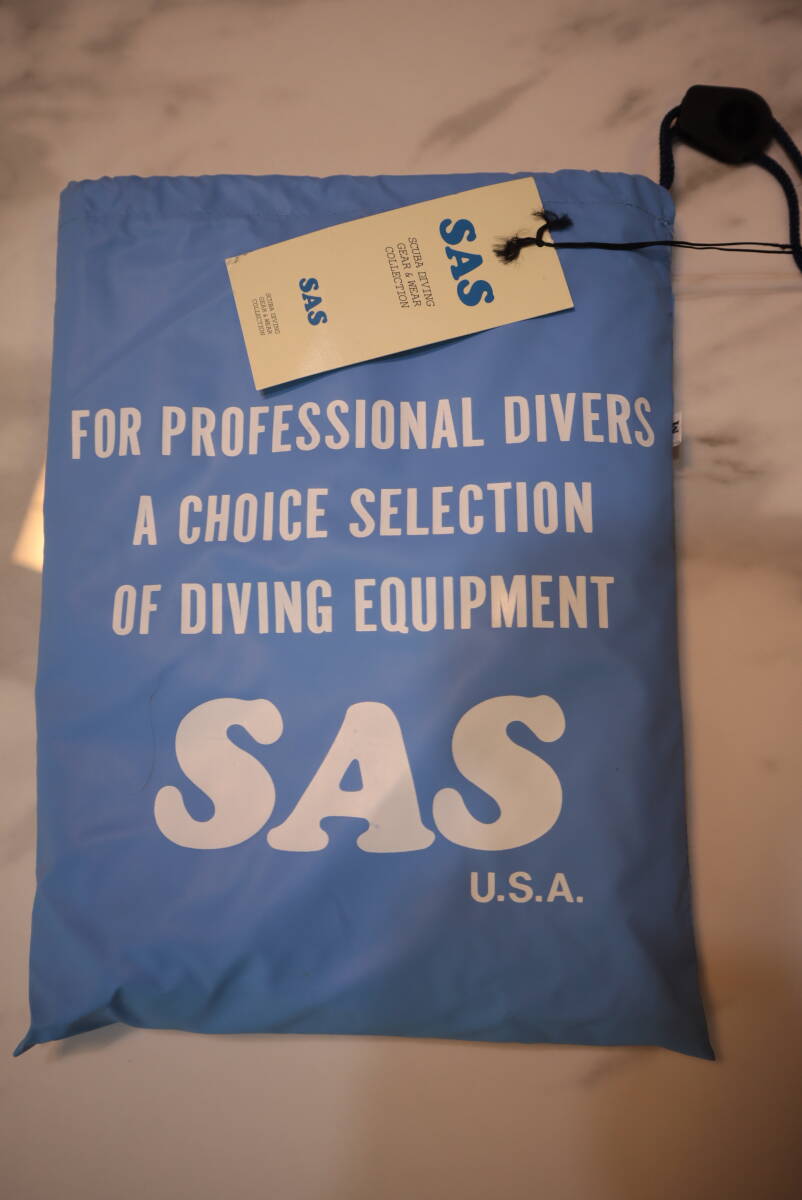 SAS
SCUBA DIVING
GEAR & WEAR
COLLECTION
SAS
SCUBA DIVING
GEAR & WEAR
COLLECTION
FOR PROFESSIONAL DIVERS
A CHOICE SELECTION
OF DIVING EQUIPMENT
SAS
U.S.A.
M